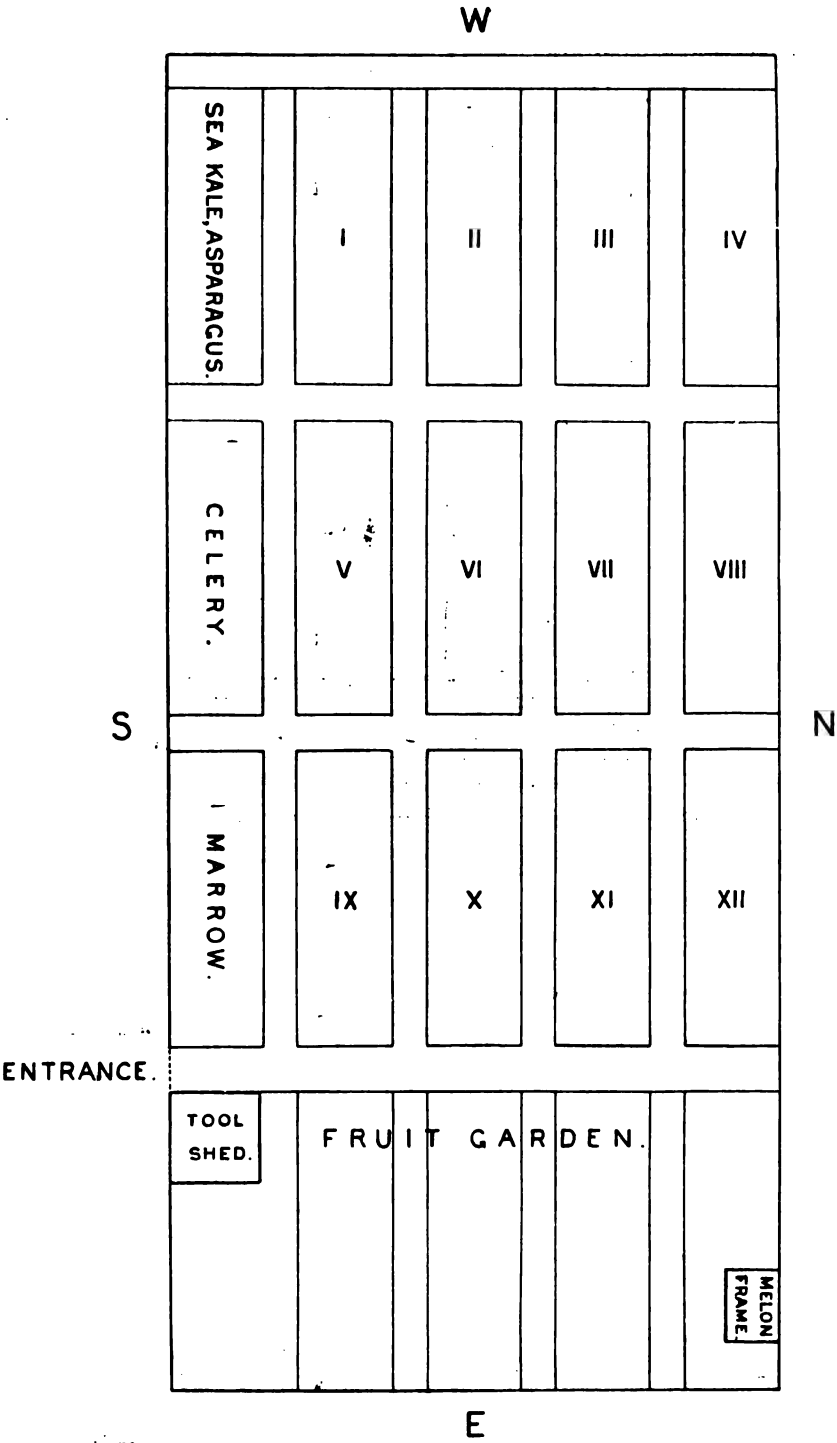 W
SEA KALE, ASPARAGUS.
I
II
III
IV
CELERY.
V
VI
VII
VIII
S
N
MARROW.
IX
X
XI
XII
ENTRANCE.
TOOL
SHED.
FRUIT GARDEN.
MELON
FRAME.
E